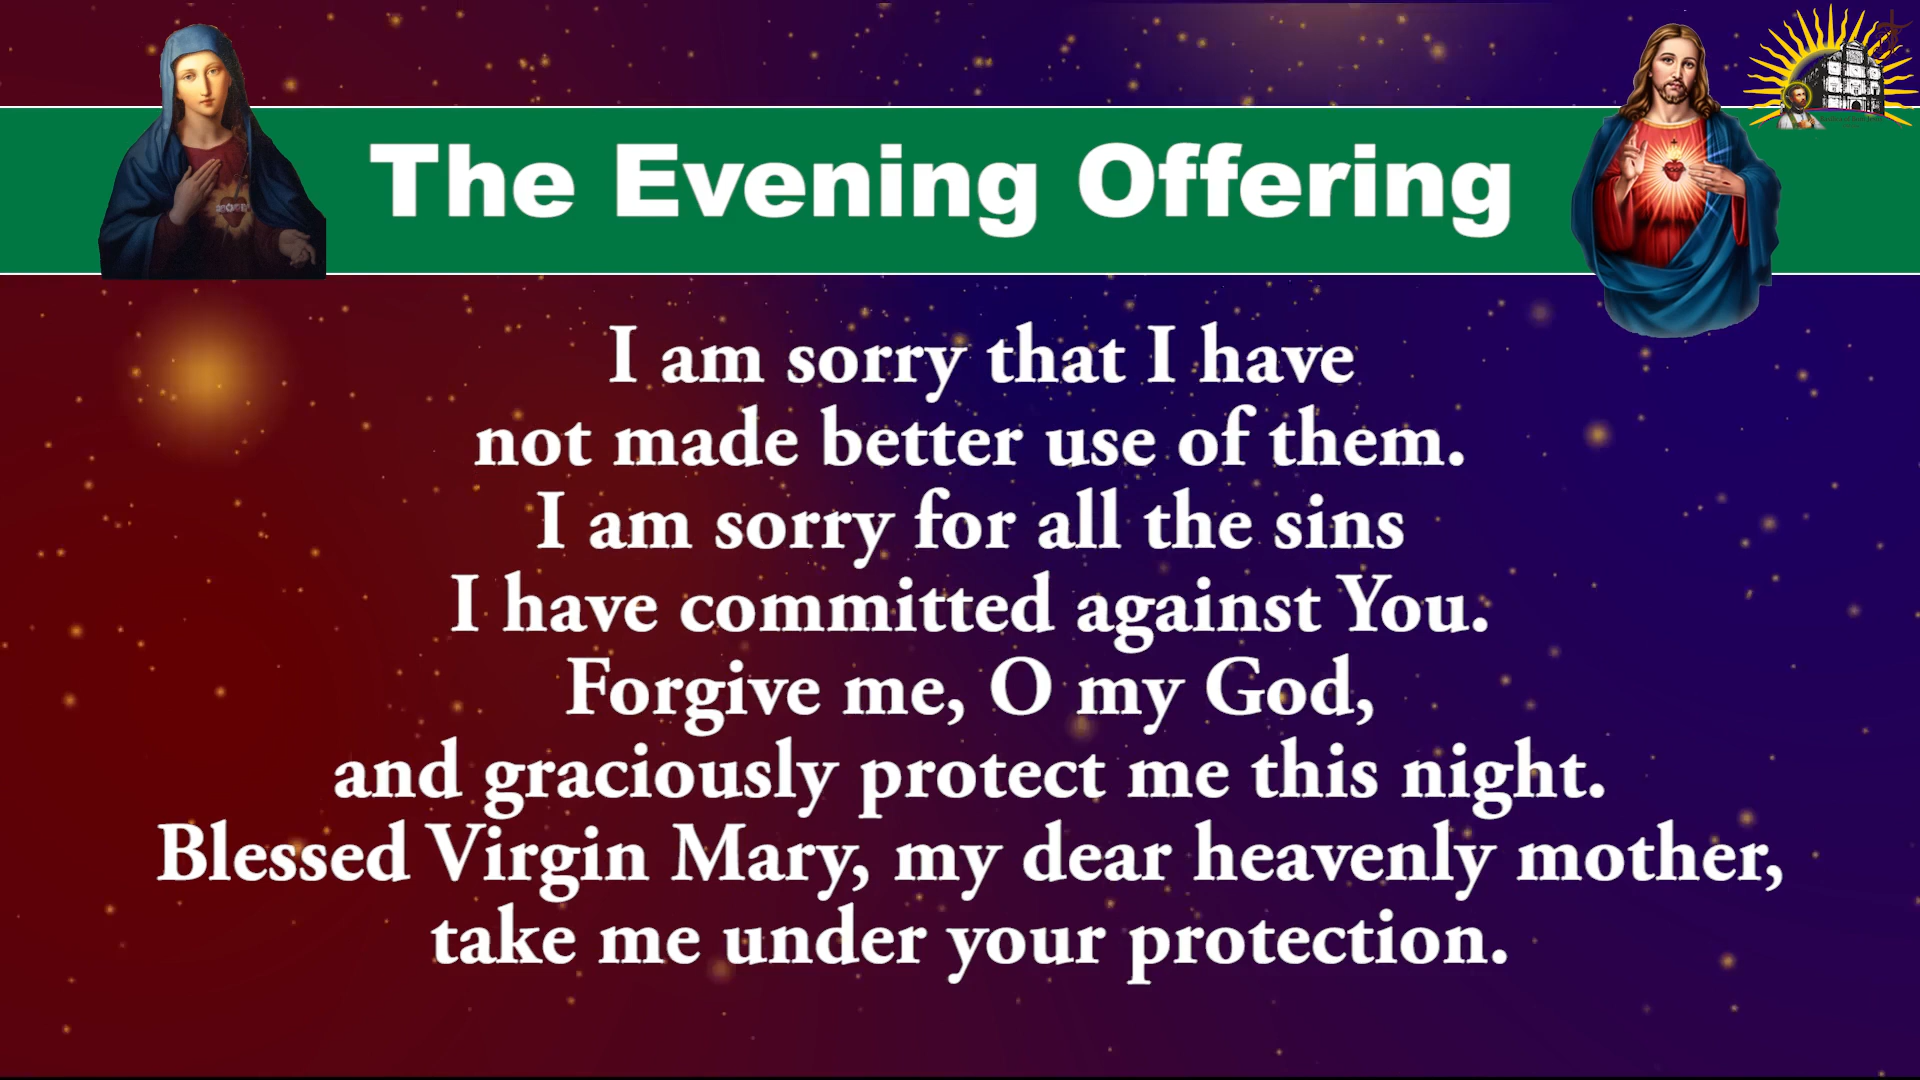 The Evening Offering
I am sorry that I have
not made better use of them.
I am sorry for all the sins
I have committed against You.
Forgive me, O my God,
and graciously protect me this night.
Blessed Virgin Mary, my dear heavenly mother,
take me under your protection.